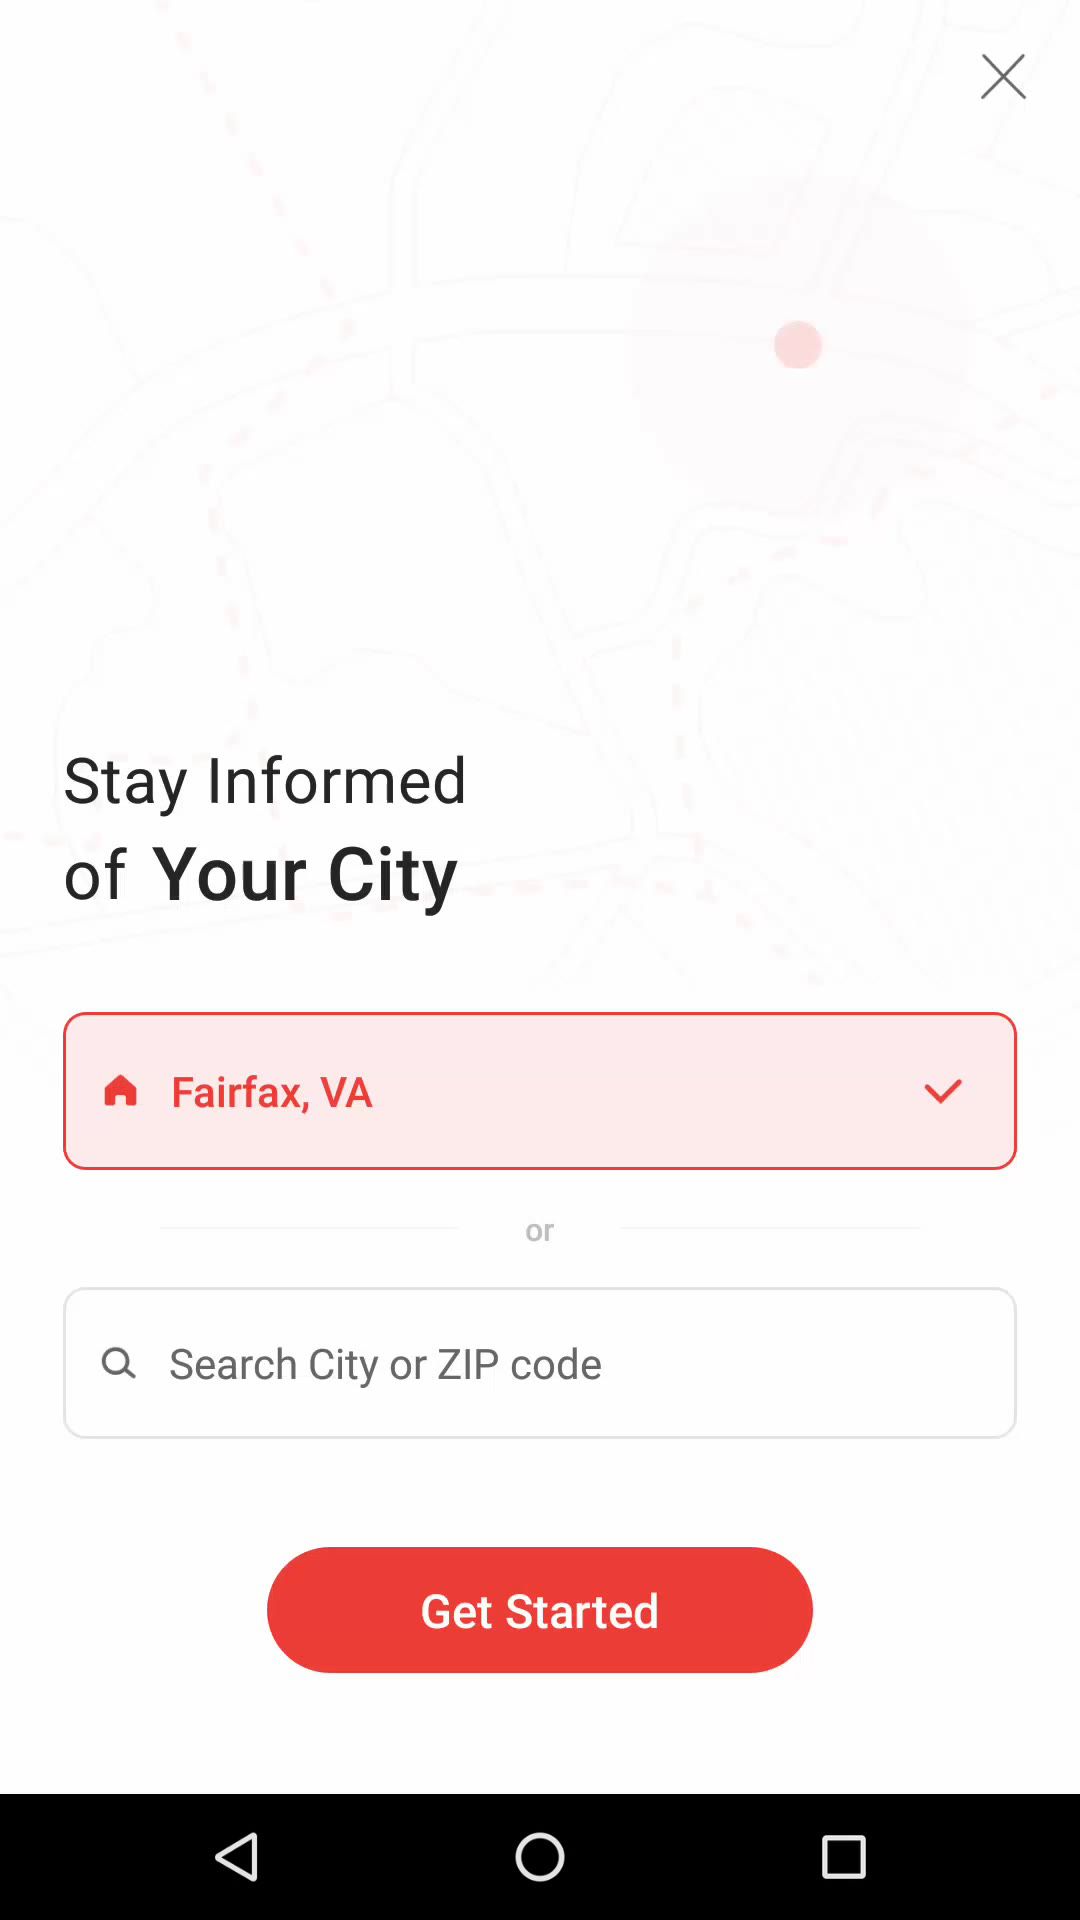 Stay Informed
of Your City
Fairfax, VA
or
Search City or ZIP code
Get Started